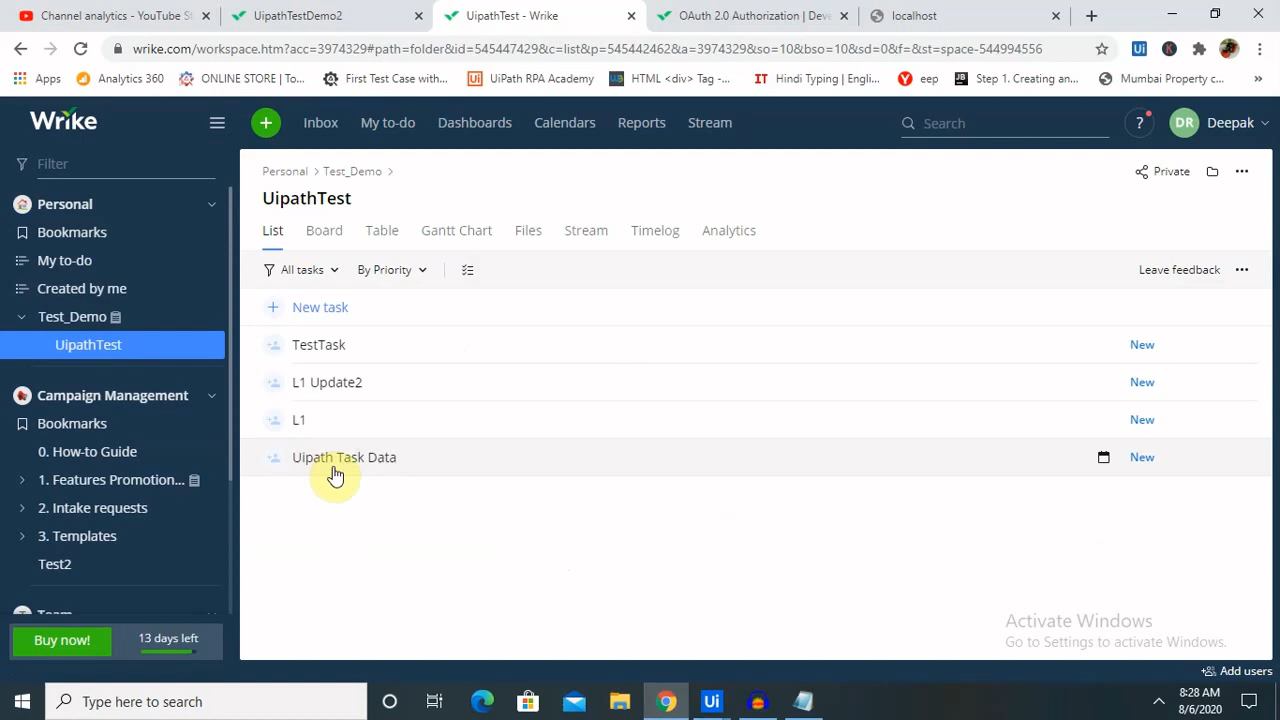 Channel analytics - YouTube St
UipathTestDemo2
UipathTest - Wrike
OAuth 2.0 Authorization | Deve
localhost
wrike.com/workspace.htm?acc=3974329#path=folder&id=545447429&c=list&p=545442462&a=3974329&so=10&bso=10&sd=0&f=&st=space-544994556
Apps
Analytics 360
ONLINE STORE | To...
First Test Case with...
UiPath RPA Academy
HTML <div> Tag -...
Hindi Typing | Engli...
eep
Step 1. Creating an...
Mumbai Property c...
Wrike
Inbox
My to-do
Dashboards
Calendars
Reports
Stream
Search
?
DR
Deepak
Filter
Personal
Bookmarks
My to-do
Created by me
Test_Demo
UipathTest
Campaign Management
Bookmarks
0. How-to Guide
1. Features Promotion...
2. Intake requests
3. Templates
Test2
Buy now!
13 days left
Personal > Test_Demo >
Private
UipathTest
List
Board
Table
Gantt Chart
Files
Stream
Timelog
Analytics
All tasks
By Priority
Leave feedback
New task
TestTask
New
L1 Update2
New
L1
New
Uipath Task Data
New
Activate Windows
Go to Settings to activate Windows.
Add users
Type here to search
8:28 AM
8/6/2020